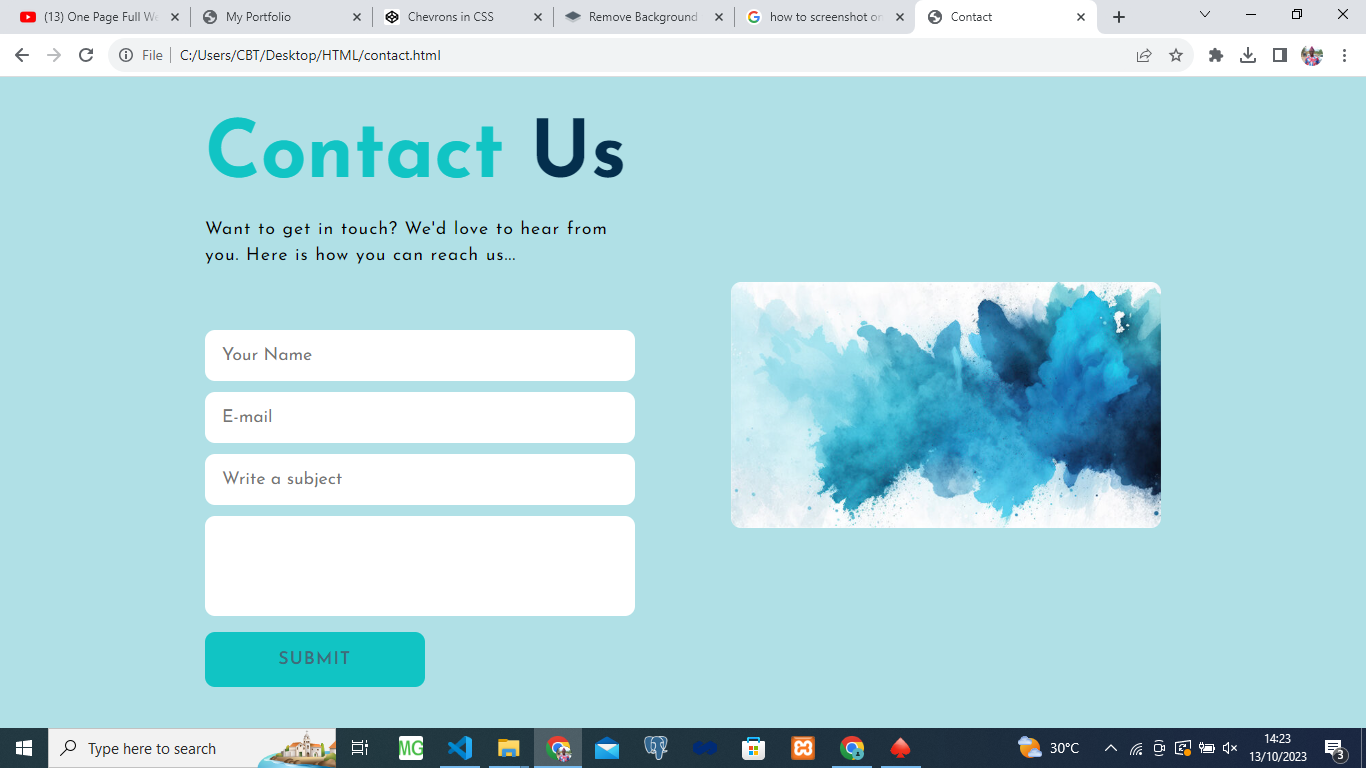 (13) One Page Full We
My Portfolio
Chevrons in CSS
Remove Background
how to screenshot on
Contact
File
C:/Users/CBT/Desktop/HTML/contact.html
Contact Us
Want to get in touch? We'd love to hear from
you. Here is how you can reach us...
Your Name
E-mail
Write a subject
SUBMIT
Type here to search
MG
30°C
14:23
13/10/2023
3